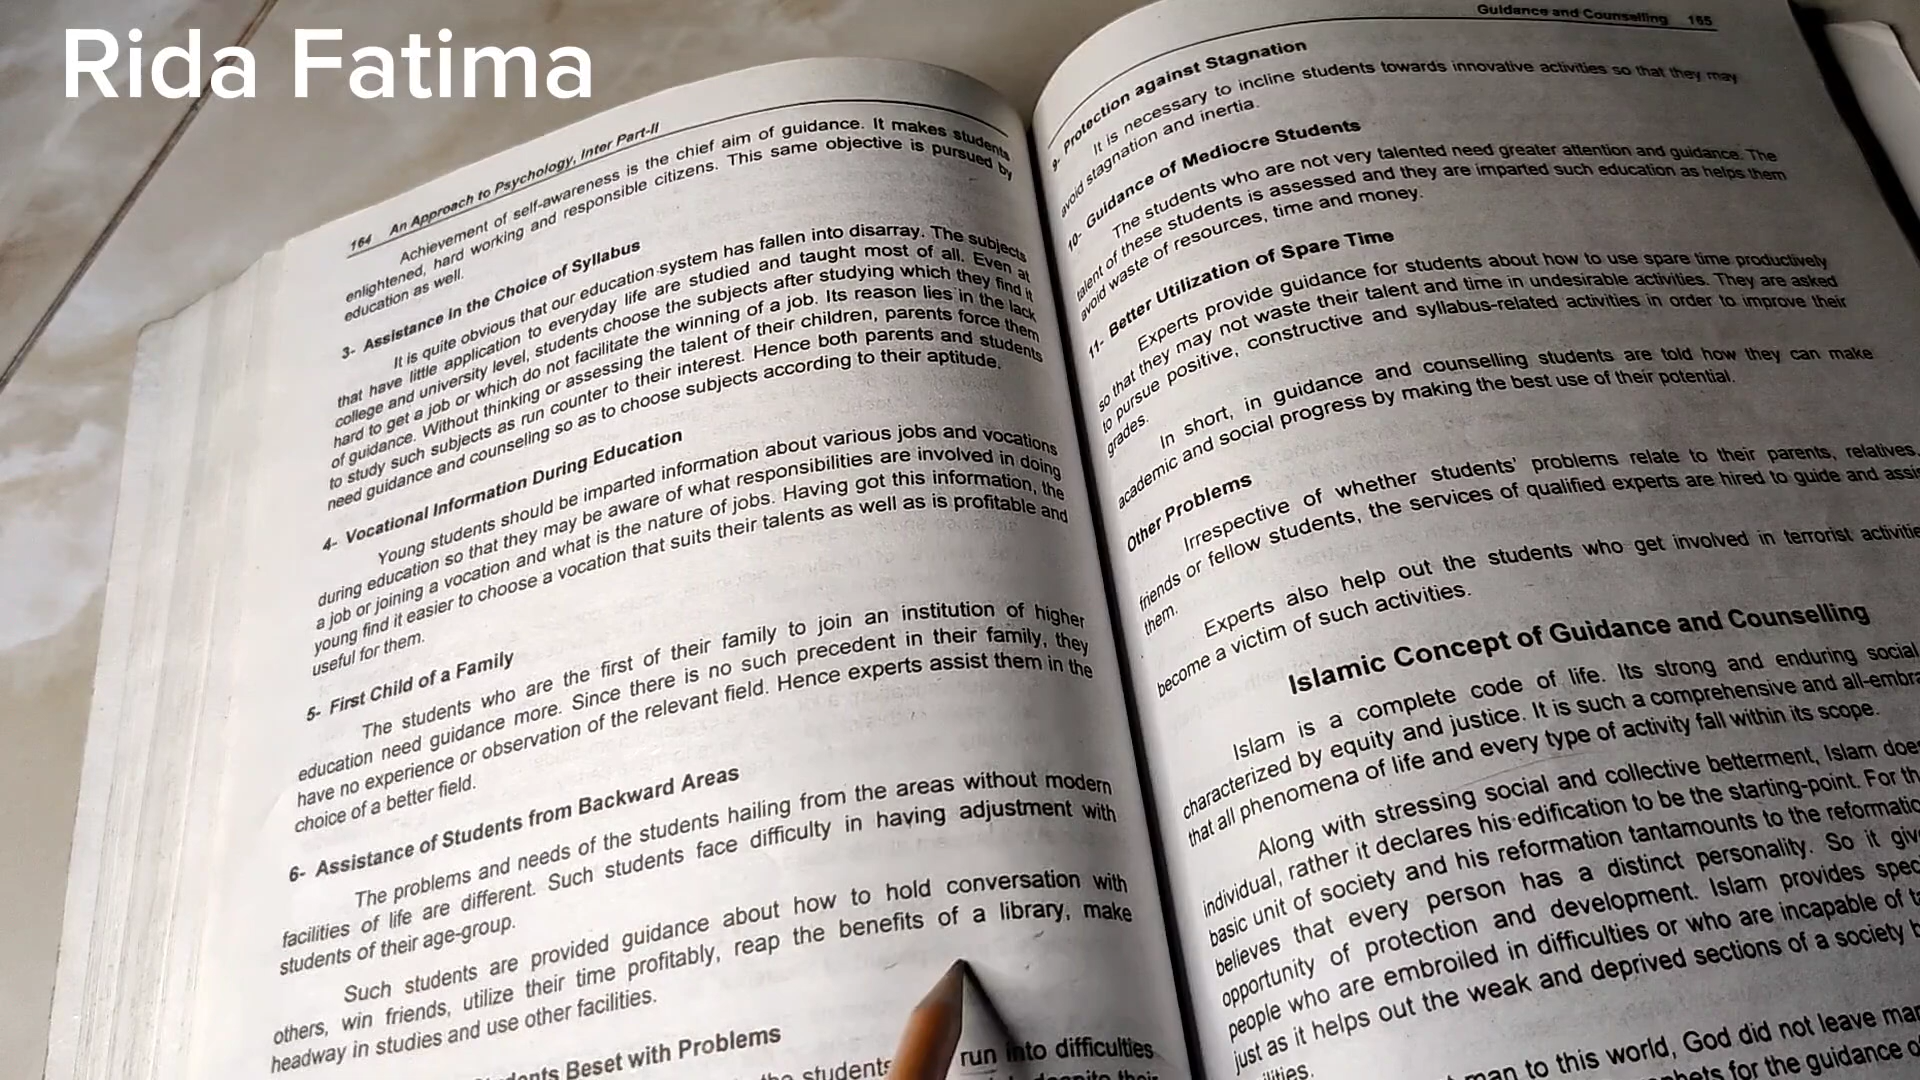 Rida Fatima
164 An Approach to Psychology, Inter Part-II
Achievement of self-awareness is the chief aim of guidance. It makes students
enlightened, hard working and responsible citizens. This same objective is pursued by
education as well.
3- Assistance In the Choice of Syllabus
It is quite obvious that our education system has fallen into disarray. The subjects
that have little application to everyday life are studied and taught most of all. Even at
college and university level, students choose the subjects after studying which they find it
hard to get a job or which do not facilitate the winning of a job. Its reason lies in the lack
of guidance. Without thinking or assessing the talent of their children, parents force them
to study such subjects as run counter to their interest. Hence both parents and students
need guidance and counseling so as to choose subjects according to their aptitude.
4- Vocational Information During Education
Young students should be imparted information about various jobs and vocations
during education so that they may be aware of what responsibilities are involved in doing
a job or joining a vocation and what is the nature of jobs. Having got this information, the
young find it easier to choose a vocation that suits their talents as well as is profitable and
useful for them.
5- First Child of a Family
The students who are the first of their family to join an institution of higher
education need guidance more. Since there is no such precedent in their family, they
have no experience or observation of the relevant field. Hence experts assist them in the
choice of a better field.
6- Assistance of Students from Backward Areas
The problems and needs of the students hailing from the areas without modern
facilities of life are different. Such students face difficulty in having adjustment with
students of their age-group.
Such students are provided guidance about how to hold conversation with
others, win friends, utilize their time profitably, reap the benefits of a library, make
headway in studies and use other facilities.
Beset with Problems
the students run into difficulties
Guidance and Counselling 165
9- Protection against Stagnation
It is necessary to incline students towards innovative activities so that they may
avoid stagnation and inertia.
10- Guidance of Mediocre Students
The students who are not very talented need greater attention and guidance. The
talent of these students is assessed and they are imparted such education as helps them
avoid waste of resources, time and money.
11- Better Utilization of Spare Time
Experts provide guidance for students about how to use spare time productively
so that they may not waste their talent and time in undesirable activities. They are asked
to pursue positive, constructive and syllabus-related activities in order to improve their
grades.
In short, in guidance and counselling students are told how they can make
academic and social progress by making the best use of their potential.
Other Problems
Irrespective of whether students' problems relate to their parents, relatives,
friends or fellow students, the services of qualified experts are hired to guide and
them.
Experts also help out the students who get involved in terrorist
become a victim of such activities.
Islamic Concept of Guidance and Counselling
Islam is a complete code of life. Its strong and enduring social
characterized by equity and justice. It is such a comprehensive and
that all phenomena of life and every type of activity fall within its scope.
Along with stressing social and collective betterment, Islam
individual, rather it declares his edification to be the starting-point. For
basic unit of society and his reformation tantamounts to the
believes that every person has a distinct personality. So it
opportunity of protection and development. Islam provides
people who are embroiled in difficulties or who are incapable of
just as it helps out the weak and deprived sections of a society
man to this world, God did not leave
for the guidance